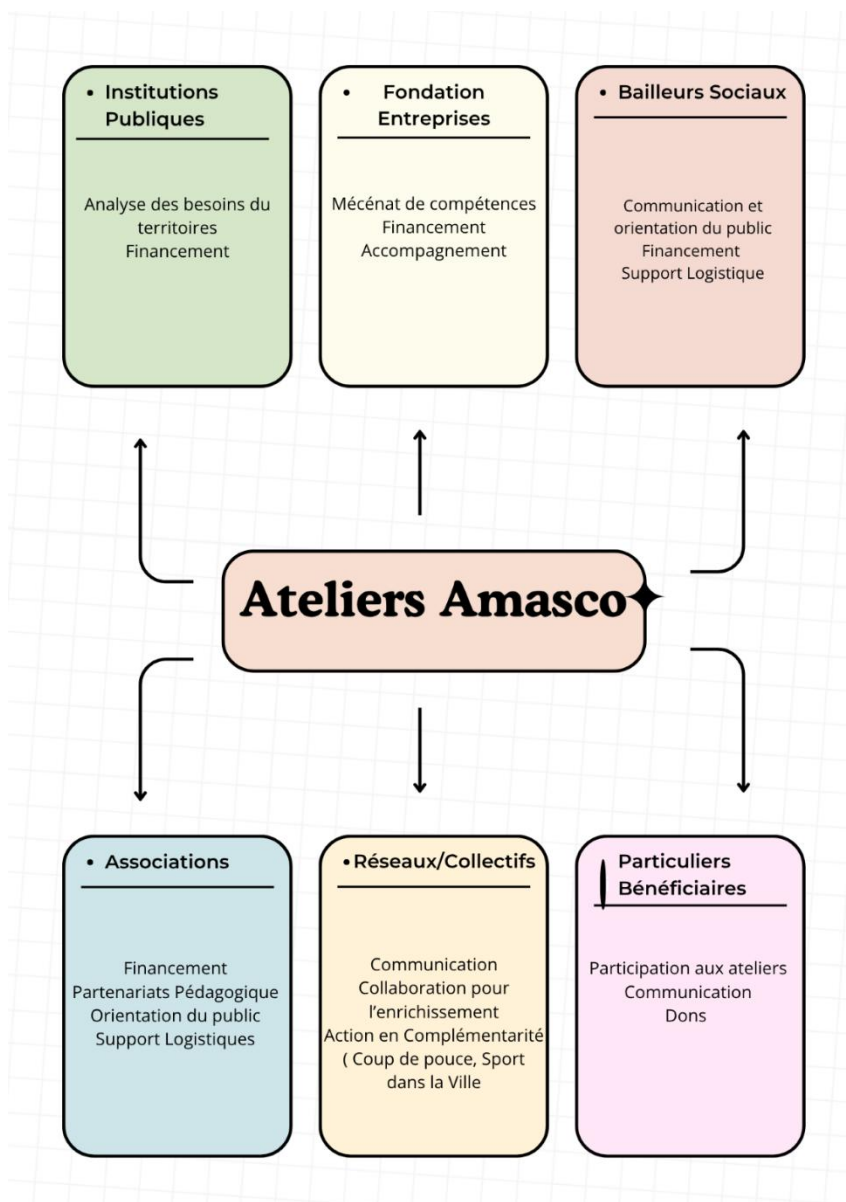 • Institutions
Publiques
Analyse des besoins du
territoires
Financement
• Fondation
Entreprises
Mécénat de compétences
Financement
Accompagnement
• Bailleurs Sociaux
Communication et
orientation du public
Financement
Support Logistique
Ateliers Amasco
• Associations
Financement
Partenariats Pédagogique
Orientation du public
Support Logistiques
•Réseaux/Collectifs
Communication
Collaboration pour
l'enrichissement
Action en Complémentarité
( Coup de pouce, Sport
dans la Ville
Particuliers
Bénéficiaires
Participation aux ateliers
Communication
Dons